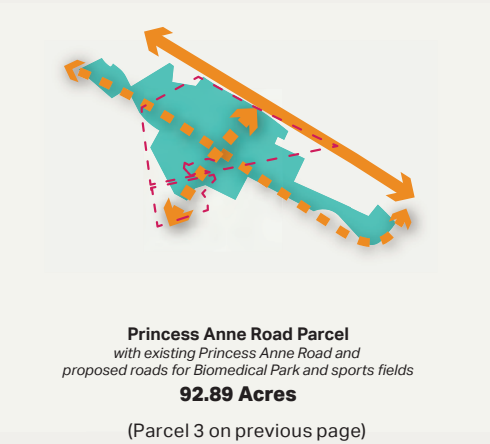 Princess Anne Road Parcel
with existing Princess Anne Road and
proposed roads for Biomedical Park and sports fields
92.89 Acres
(Parcel 3 on previous page)